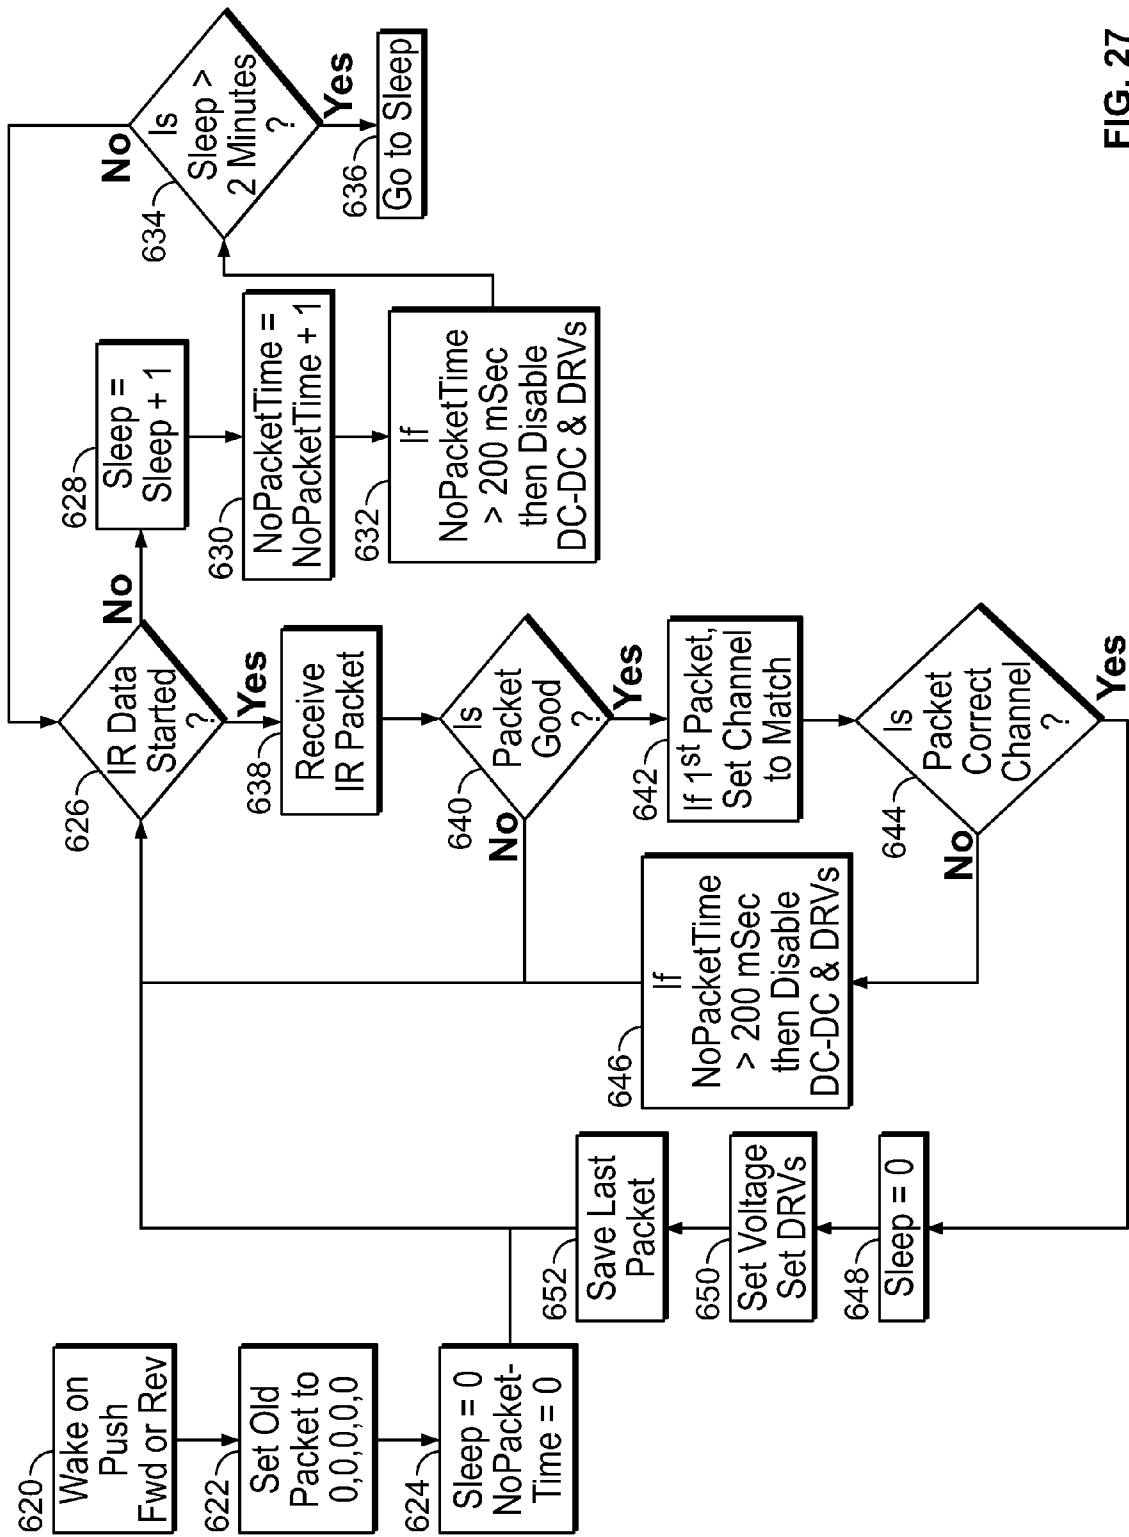 620
Wake on
Push
Fwd or Rev
622
Set Old
Packet to
0,0,0,0,0
624
Sleep = 0
NoPacket-
Time = 0
626
IR Data
Started
?
No
Yes
628
Sleep =
Sleep + 1
630
NoPacketTime =
NoPacketTime + 1
632
If
NoPacketTime
> 200 mSec
then Disable
DC-DC & DRVs
634
Is
Sleep >
2 Minutes
?
No
Yes
636
Go to Sleep
638
Receive
IR Packet
640
Is
Packet
Good
?
No
Yes
642
If 1st Packet,
Set Channel
to Match
644
Is
Packet
Correct
Channel
?
No
Yes
646
If
NoPacketTime
> 200 mSec
then Disable
DC-DC & DRVs
648
Sleep = 0
650
Set Voltage
Set DRVs
652
Save Last
Packet
FIG. 27